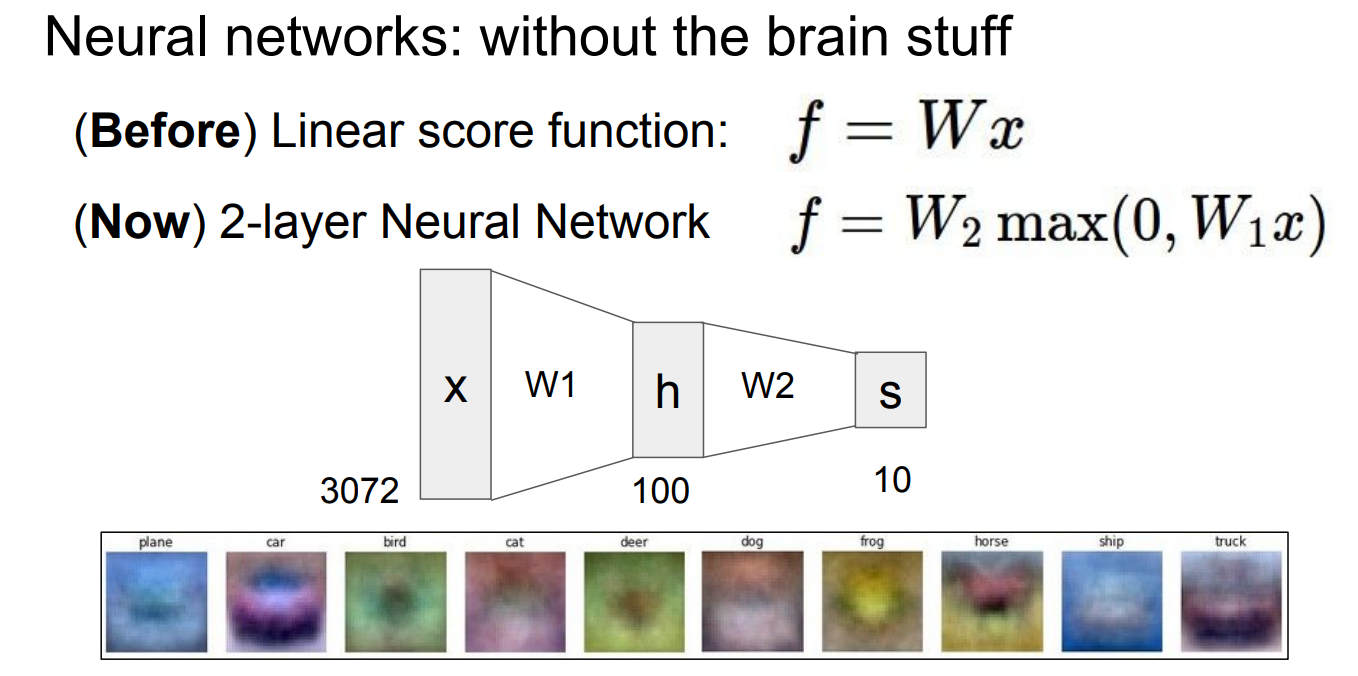 Neural networks: without the brain stuff
(Before) Linear score function: f = Wx
(Now) 2-layer Neural Network f = W₂ max(0, W₁x)
x W1 h W2 s
3072 100 10
plane car bird cat deer dog frog horse ship truck